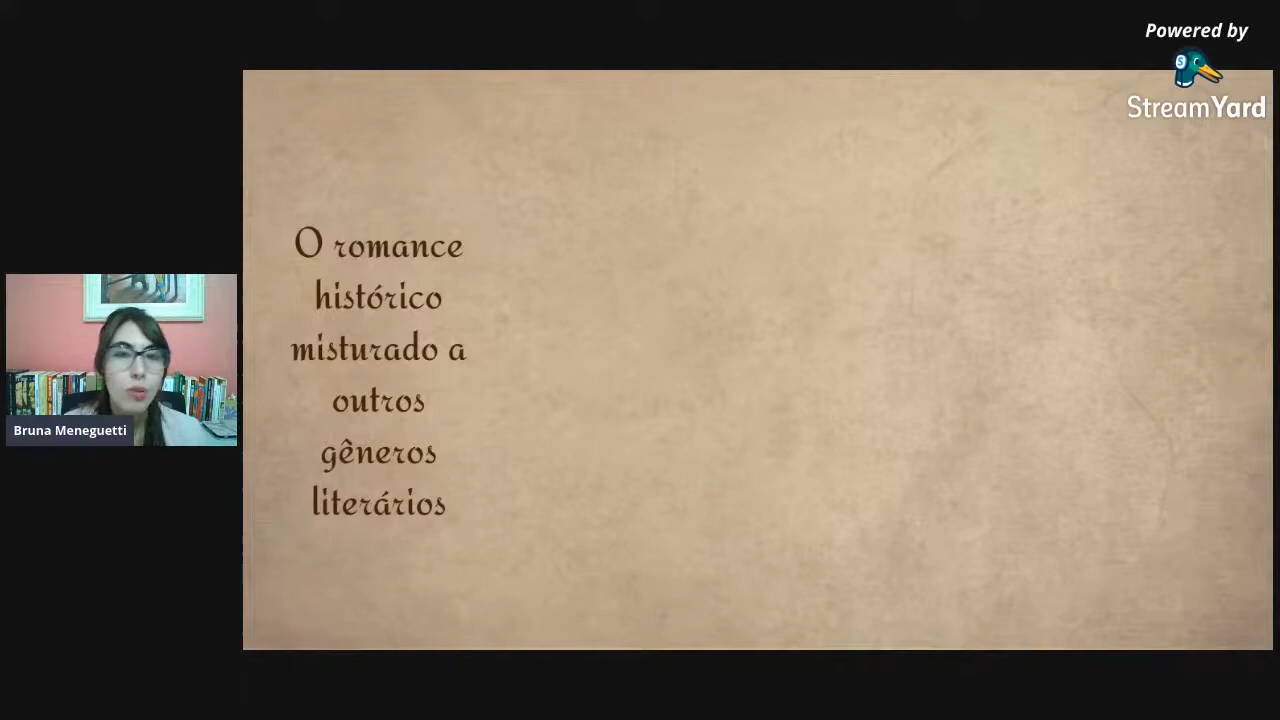 Powered by
StreamYard
O romance
histórico
misturado a
outros
gêneros
literários
Bruna Meneguetti